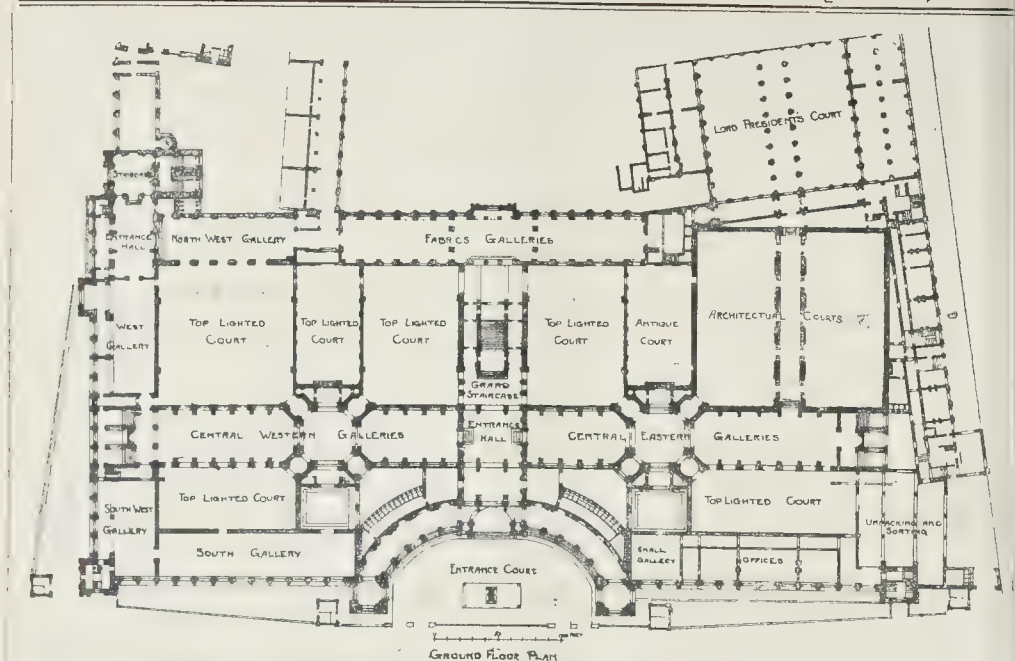 LORD PRESIDENTS COURT
STAIRCASE
ENTRANCE
HALL
NORTH WEST GALLERY
FABRICS GALLERIES
WEST
GALLERY
TOP LIGHTED
COURT
TOP LIGHTED
COURT
TOP LIGHTED
COURT
TOP LIGHTED
COURT
ANTIQUE
COURT
ARCHITECTURAL COURTS
GRAND
STAIRCASE
ENTRANCE
HALL
CENTRAL WESTERN GALLERIES
CENTRAL EASTERN GALLERIES
SOUTH WEST
GALLERY
TOP LIGHTED COURT
TOP LIGHTED COURT
UNPACKING AND
SORTING
SOUTH GALLERY
SMALL
GALLERY
OFFICES
ENTRANCE COURT
FEET
GROUND FLOOR PLAN